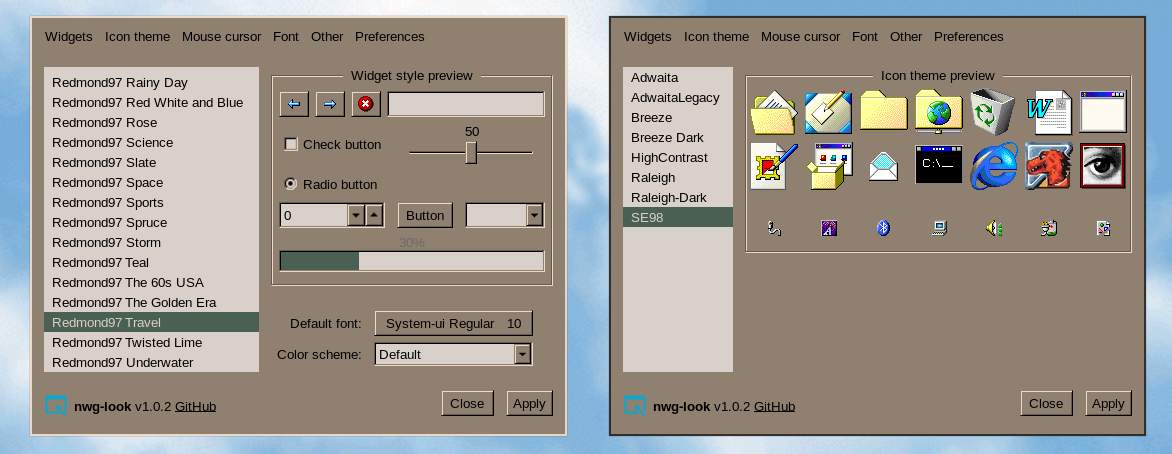 Widgets Icon theme Mouse cursor Font Other Preferences
Redmond97 Rainy Day
Redmond97 Red White and Blue
Redmond97 Rose
Redmond97 Science
Redmond97 Slate
Redmond97 Space
Redmond97 Sports
Redmond97 Spruce
Redmond97 Storm
Redmond97 Teal
Redmond97 The 60s USA
Redmond97 The Golden Era
Redmond97 Travel
Redmond97 Twisted Lime
Redmond97 Underwater
Widget style preview
Check button
50
Radio button
0
Button
30%
Default font: System-ui Regular 10
Color scheme: Default
nwg-look v1.0.2 GitHub
Close Apply
Widgets Icon theme Mouse cursor Font Other Preferences
Adwaita
AdwaitaLegacy
Breeze
Breeze Dark
HighContrast
Raleigh
Raleigh-Dark
SE98
Icon theme preview
W
C:\_
nwg-look v1.0.2 GitHub
Close Apply